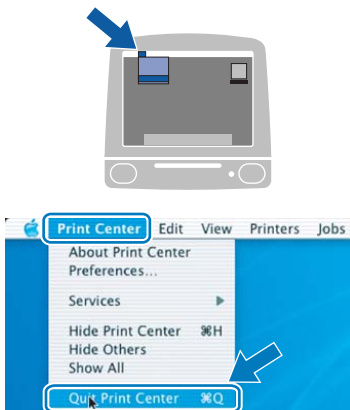 Print Center Edit View Printers Jobs
About Print Center
Preferences...
Services
Hide Print Center ⌘H
Hide Others
Show All
Quit Print Center ⌘Q